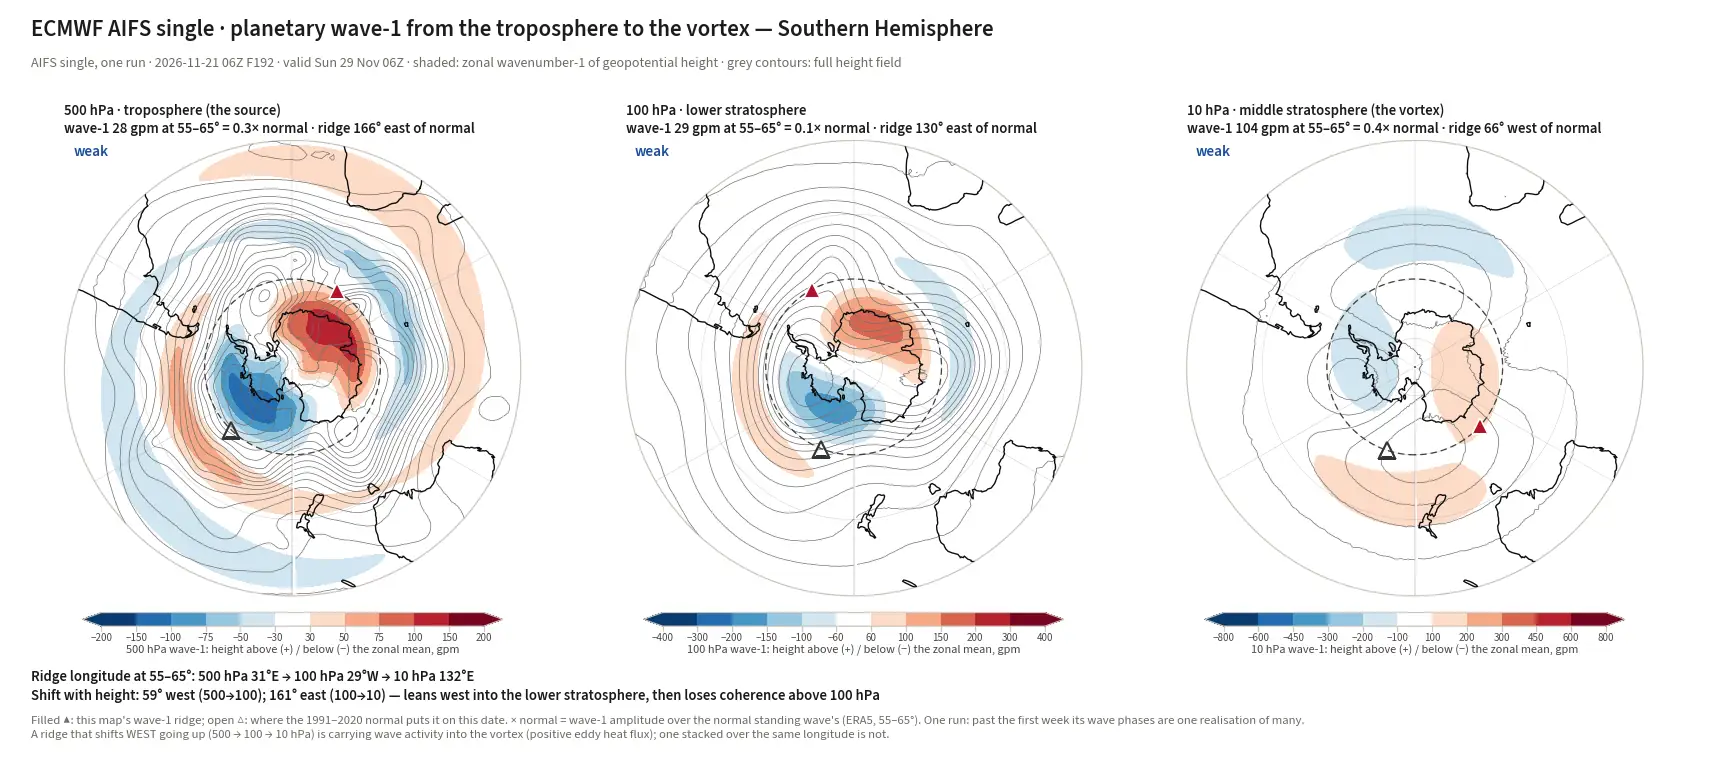 ECMWF AIFS single · planetary wave-1 from the troposphere to the vortex — Southern Hemisphere
AIFS single, one run · 2026-11-21 06Z F192 · valid Sun 29 Nov 06Z · shaded: zonal wavenumber-1 of geopotential height · grey contours: full height field
500 hPa · troposphere (the source)
wave-1 28 gpm at 55–65° = 0.3× normal · ridge 166° east of normal
weak
100 hPa · lower stratosphere
wave-1 29 gpm at 55–65° = 0.1× normal · ridge 130° east of normal
weak
10 hPa · middle stratosphere (the vortex)
wave-1 104 gpm at 55–65° = 0.4× normal · ridge 66° west of normal
weak
−200 −150 −100 −75 −50 −30 30 50 75 100 150 200
500 hPa wave-1: height above (+) / below (−) the zonal mean, gpm
−400 −300 −200 −150 −100 −60 60 100 150 200 300 400
100 hPa wave-1: height above (+) / below (−) the zonal mean, gpm
−800 −600 −450 −300 −200 −100 100 200 300 450 600 800
10 hPa wave-1: height above (+) / below (−) the zonal mean, gpm
Ridge longitude at 55–65°: 500 hPa 31°E → 100 hPa 29°W → 10 hPa 132°E
Shift with height: 59° west (500→100); 161° east (100→10) — leans west into the lower stratosphere, then loses coherence above 100 hPa
Filled ▲: this map's wave-1 ridge; open △: where the 1991–2020 normal puts it on this date. × normal = wave-1 amplitude over the normal standing wave's (ERA5, 55–65°). One run: past the first week its wave phases are one realisation of many.
A ridge that shifts WEST going up (500 → 100 → 10 hPa) is carrying wave activity into the vortex (positive eddy heat flux); one stacked over the same longitude is not.